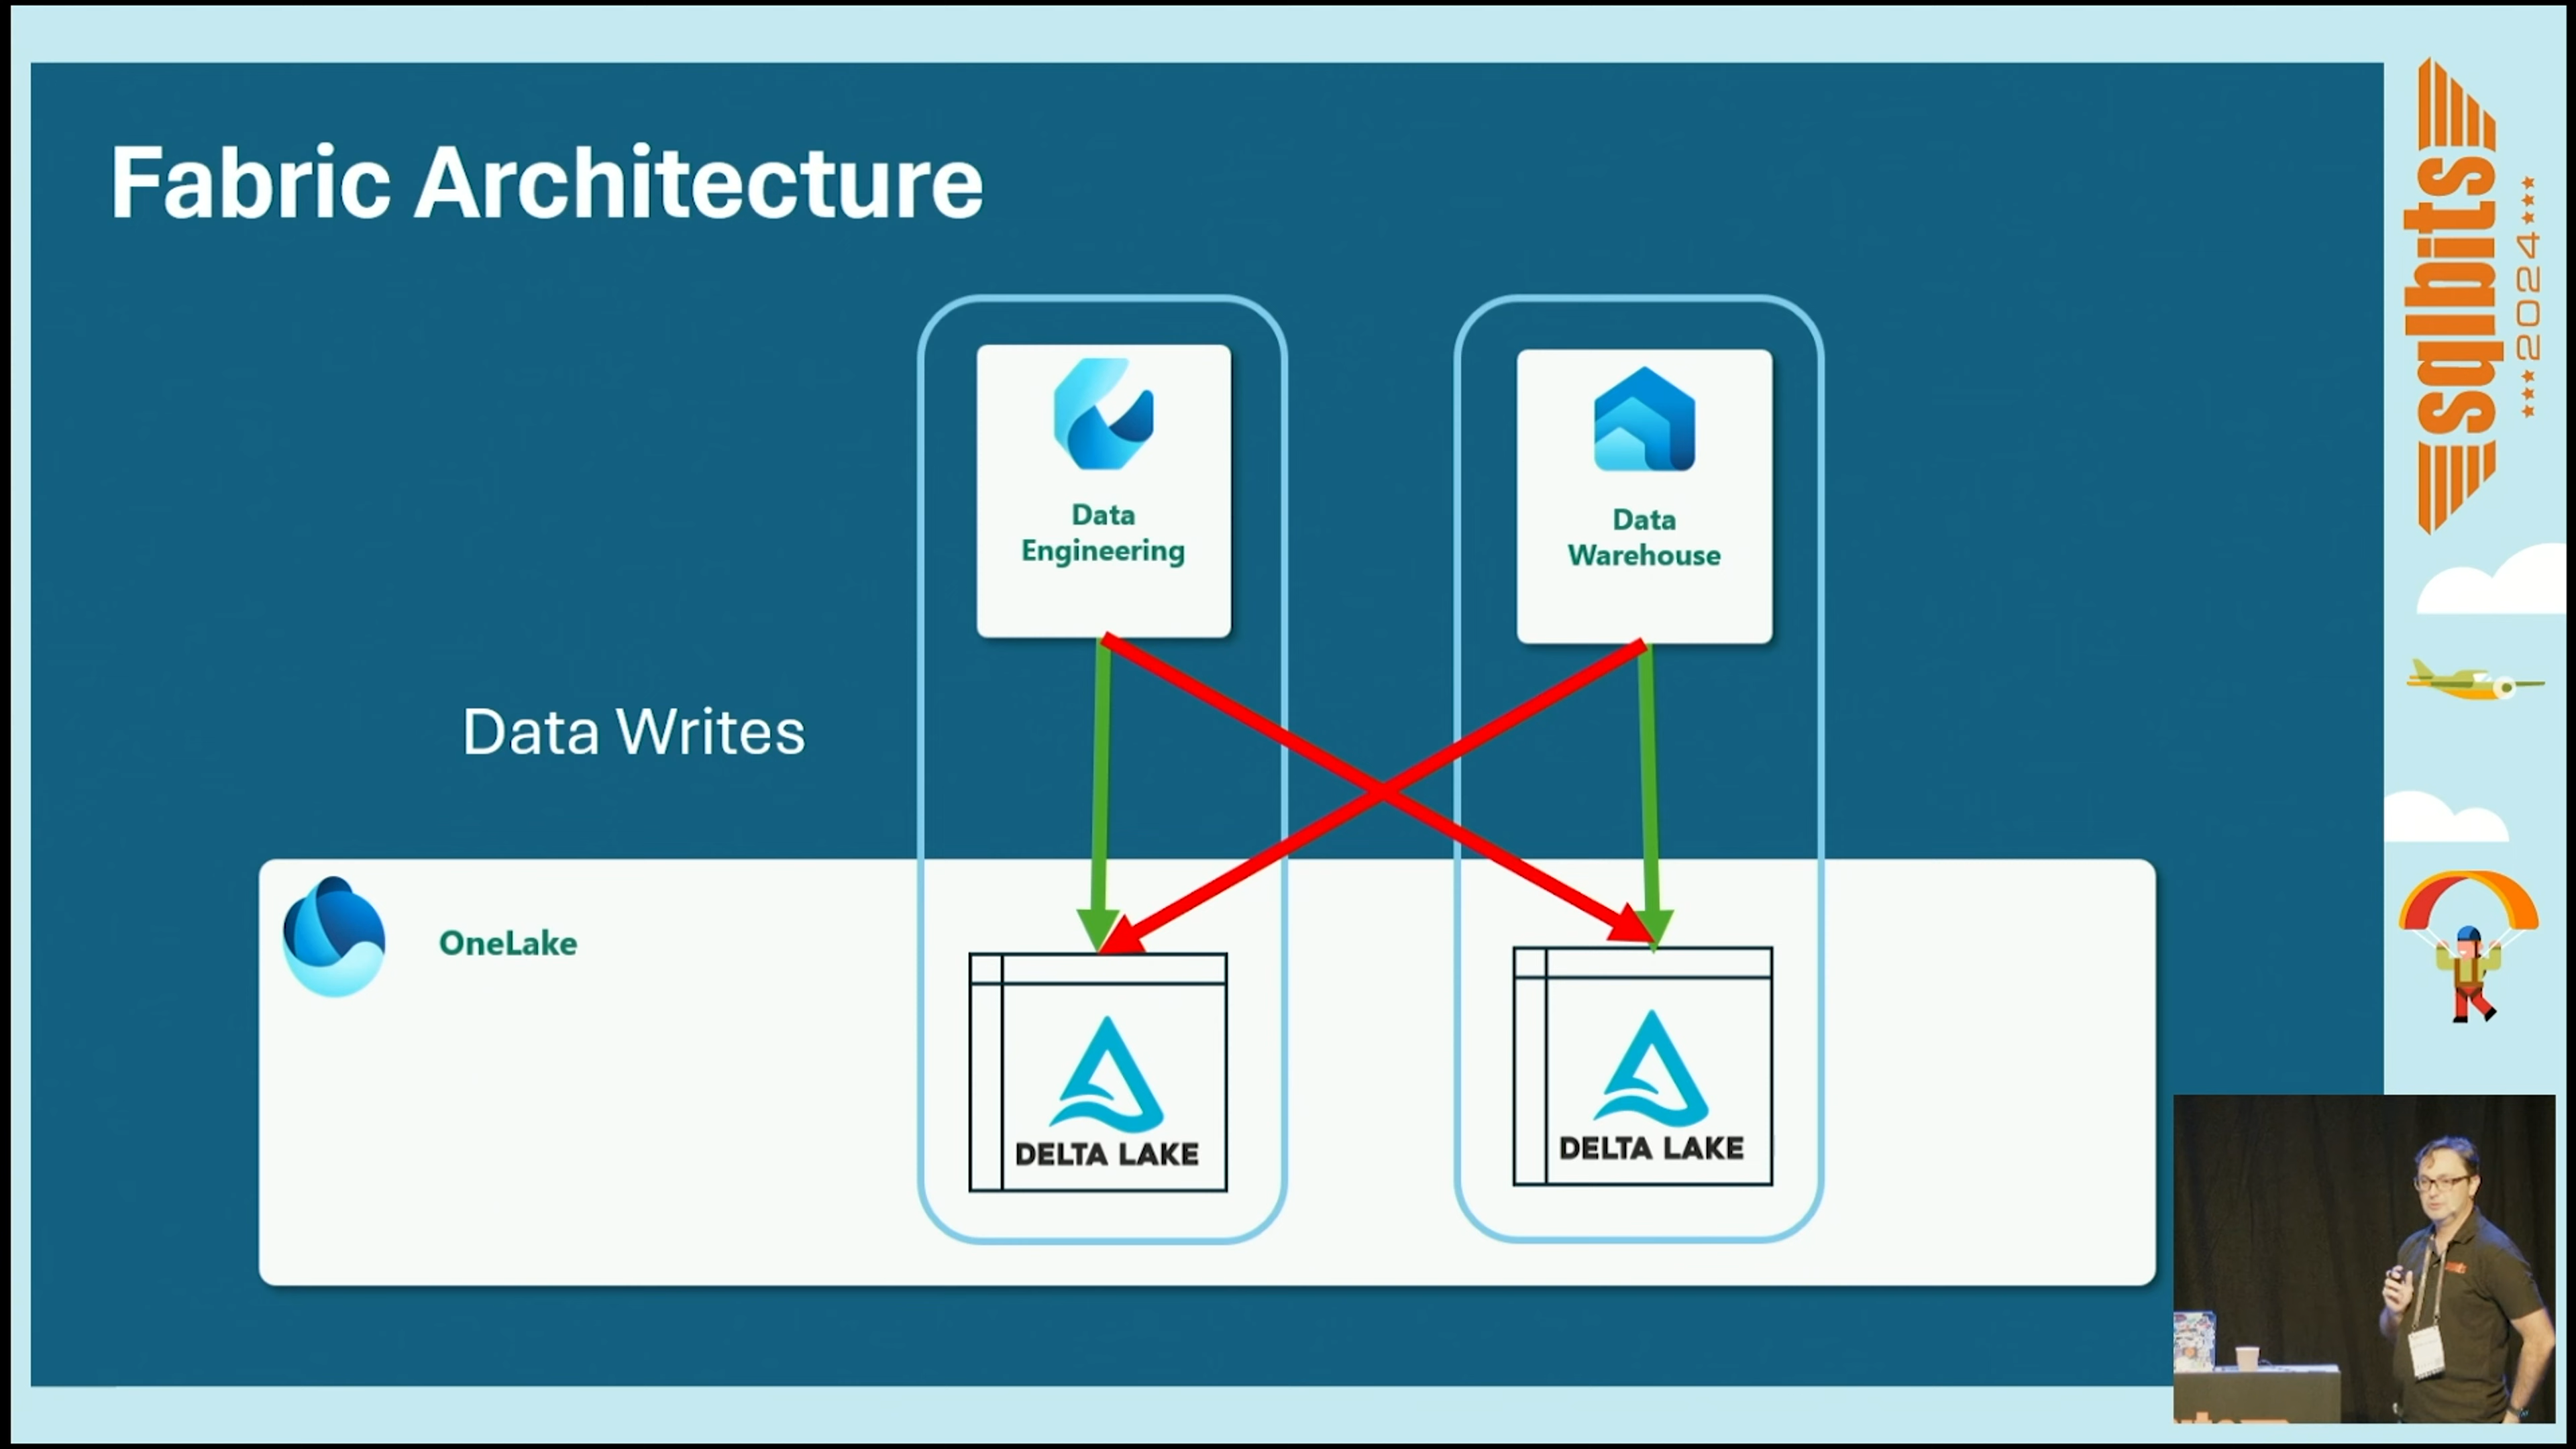 Fabric Architecture
Data
Engineering
Data
Warehouse
Data Writes
OneLake
DELTA LAKE
DELTA LAKE
sqlbits
2024